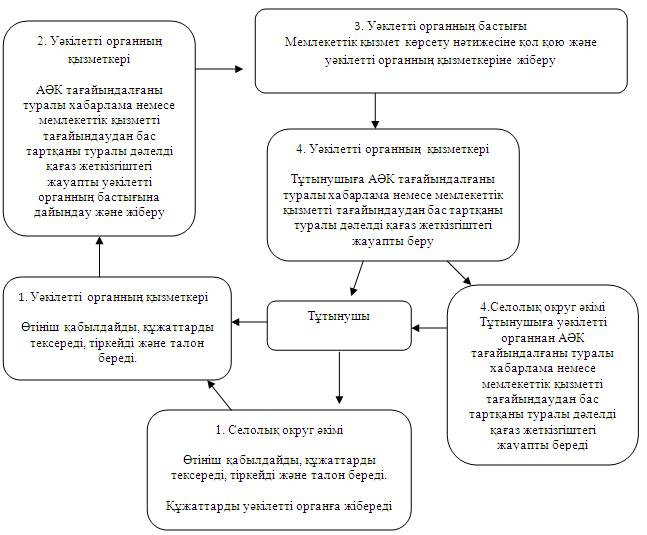 2. Уәкілетті органның
қызметкері
АӘК тағайындалғаны
туралы хабарлама немесе
мемлекеттік қызметті
тағайындаудан бас
тартқаны туралы дәлелді
қағаз жеткізгіштегі
жауапты уәкілетті
органның бастығына
дайындау және жіберу
3. Уәклетті органның бастығы
Мемлекеттік қызмет көрсету нәтижесіне қол қою және
уәкілетті органның қызметкеріне жіберу
4. Уәкілетті органның қызметкері
Тұтынушыға АӘК тағайындалғаны
туралы хабарлама немесе мемлекеттік
қызметті тағайындаудан бас тартқаны
туралы дәлелді қағаз жеткізгіштегі
жауапты беру
1. Уәкілетті органның қызметкері
Өтініш қабылдайды, құжаттарды
тексереді, тіркейді және талон
береді.
Тұтынушы
4.Селолық округ әкімі
Тұтынушыға уәкілетті
органнан АӘК
тағайындалғаны туралы
хабарлама немесе
мемлекеттік қызметті
тағайындаудан бас
тартқаны туралы дәлелді
қағаз жеткізгіштегі
жауапты береді
1. Селолық округ әкімі
Өтініш қабылдайды, құжаттарды
тексереді, тіркейді және талон береді.
Құжаттарды уәкілетті органға жібереді